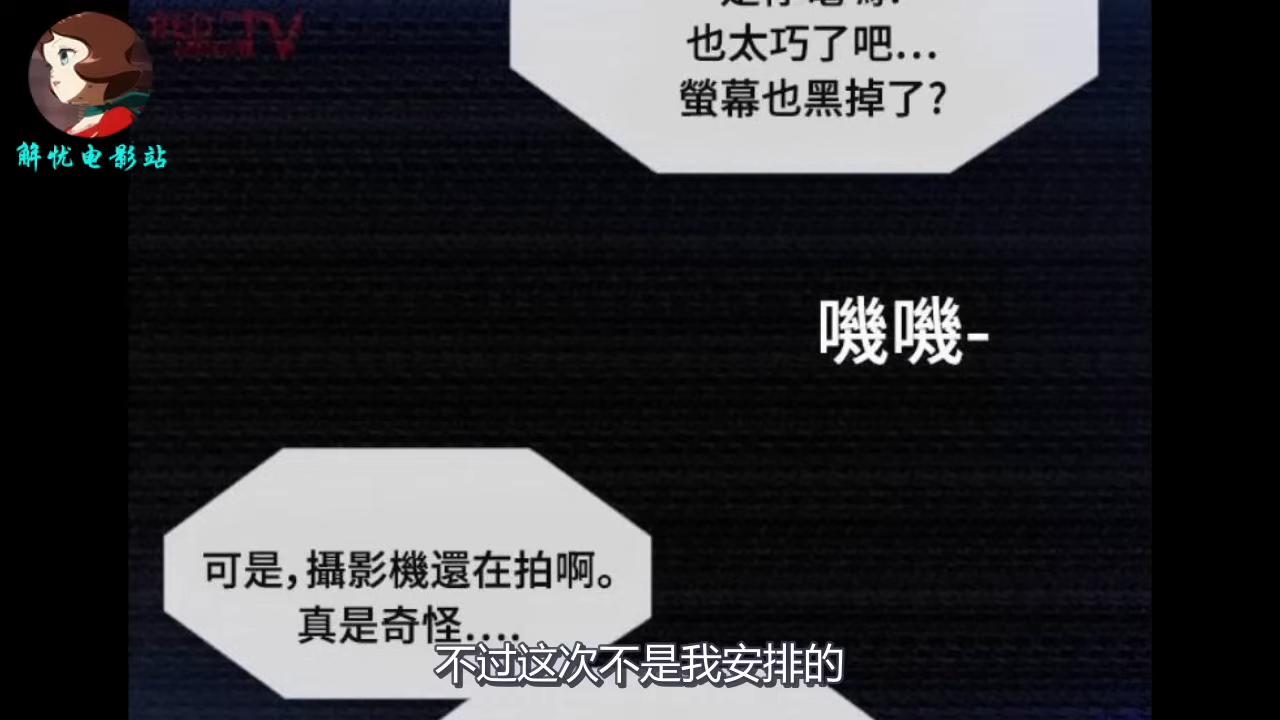 RED
TV
也太巧了吧...
螢幕也黑掉了?
解忧电影站
嘰嘰-
可是,攝影機還在拍啊。
真是奇怪....
不过这次不是我安排的